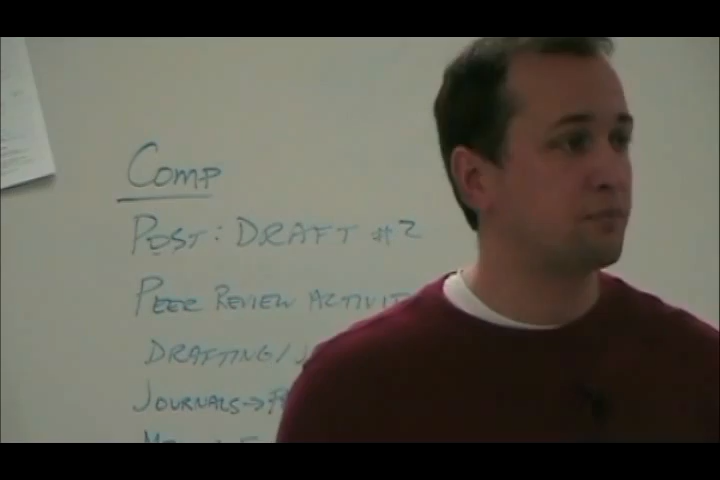 Comp
POST: DRAFT #2
PEER REVIEW ACTIVIT
DRAFTING/
JOURNALS→